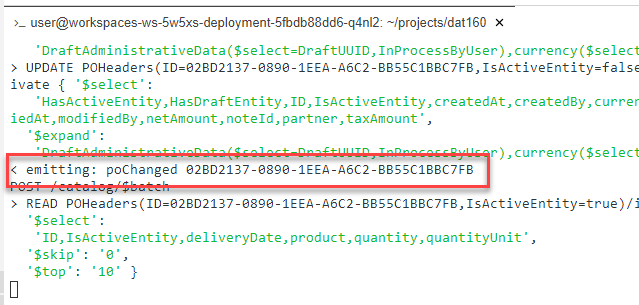 >_ user@workspaces-ws-5w5xs-deployment-5fbdb88dd6-q4nl2: ~/projects/dat160 ×
'DraftAdministrativeData($select=DraftUUID,InProcessByUser),currency($selec
> UPDATE POHeaders(ID=02BD2137-0890-1EEA-A6C2-BB55C1BBC7FB,IsActiveEntity=false
ivate { '$select':
'HasActiveEntity,HasDraftEntity,ID,IsActiveEntity,createdAt,createdBy,curren
iedAt,modifiedBy,netAmount,noteId,partner,taxAmount',
'$expand':
'DraftAdministrativeData($select=DraftUUID,InProcessByUser),currency($selec
< emitting: poChanged 02BD2137-0890-1EEA-A6C2-BB55C1BBC7FB
POST /catalog/$batch
> READ POHeaders(ID=02BD2137-0890-1EEA-A6C2-BB55C1BBC7FB,IsActiveEntity=true)/i
'$select':
'ID,IsActiveEntity,deliveryDate,product,quantity,quantityUnit',
'$skip': '0',
'$top': '10' }